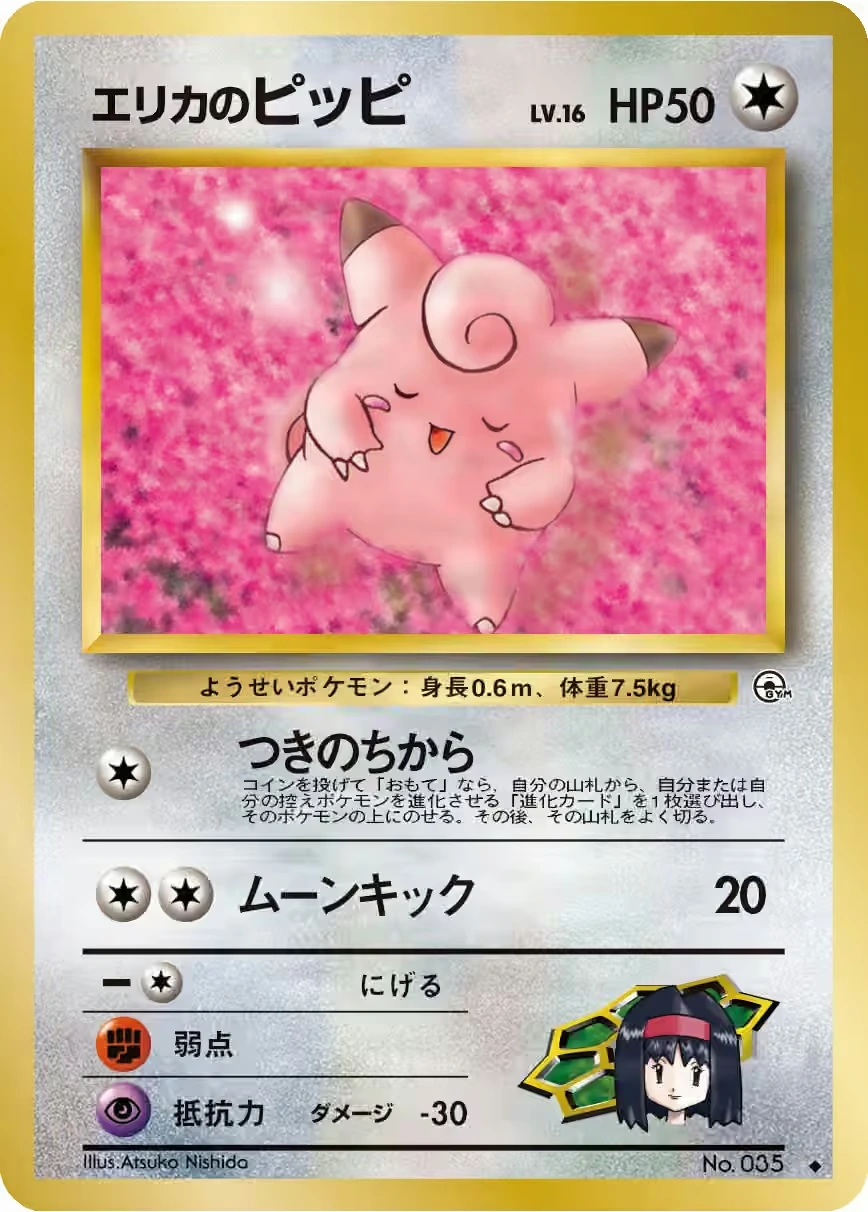 エリカのピッピ LV.16 HP50
ようせいポケモン：身長0.6m、体重7.5kg
GYM
つきのちから
コインを投げて「おもて」なら、自分の山札から、自分または自
分の控えポケモンを進化させる「進化カード」を1枚選び出し、
そのポケモンの上にのせる。その後、その山札をよく切る。
ムーンキック 20
にげる
弱点
抵抗力 ダメージ -30
Illus.Atsuko Nishida No. 035